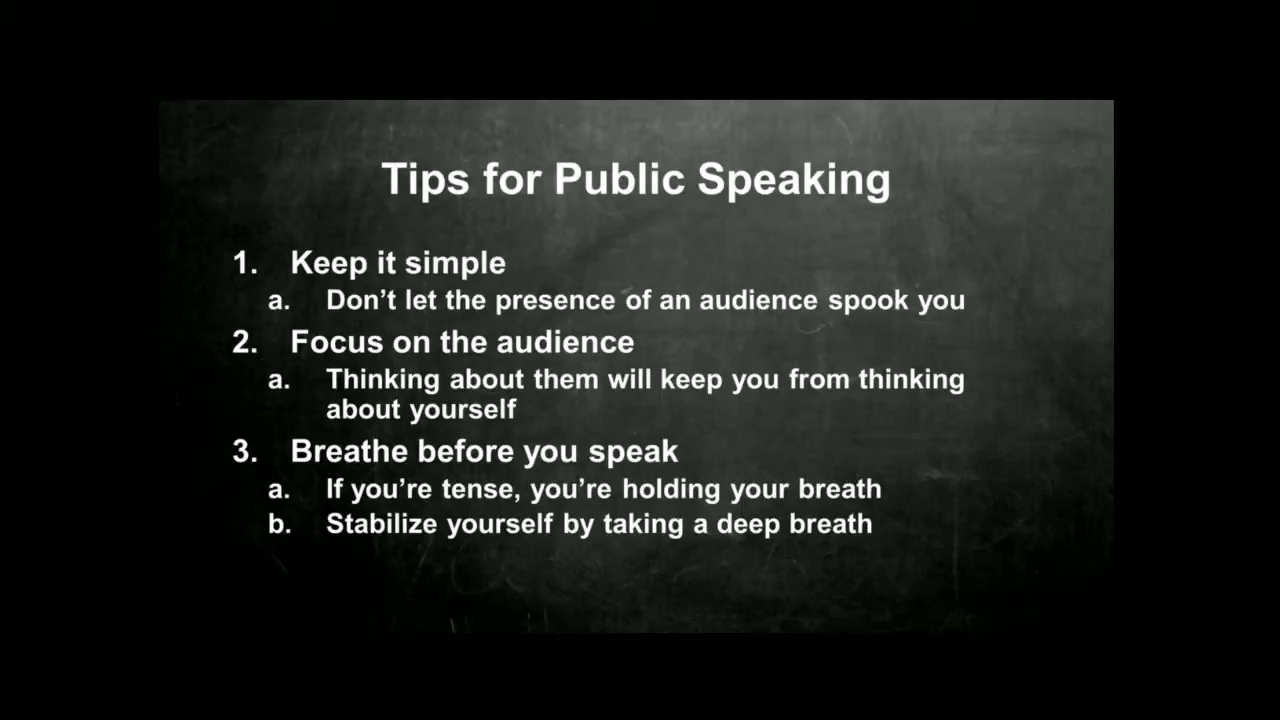 Tips for Public Speaking
1. Keep it simple
a. Don’t let the presence of an audience spook you
2. Focus on the audience
a. Thinking about them will keep you from thinking
about yourself
3. Breathe before you speak
a. If you’re tense, you’re holding your breath
b. Stabilize yourself by taking a deep breath